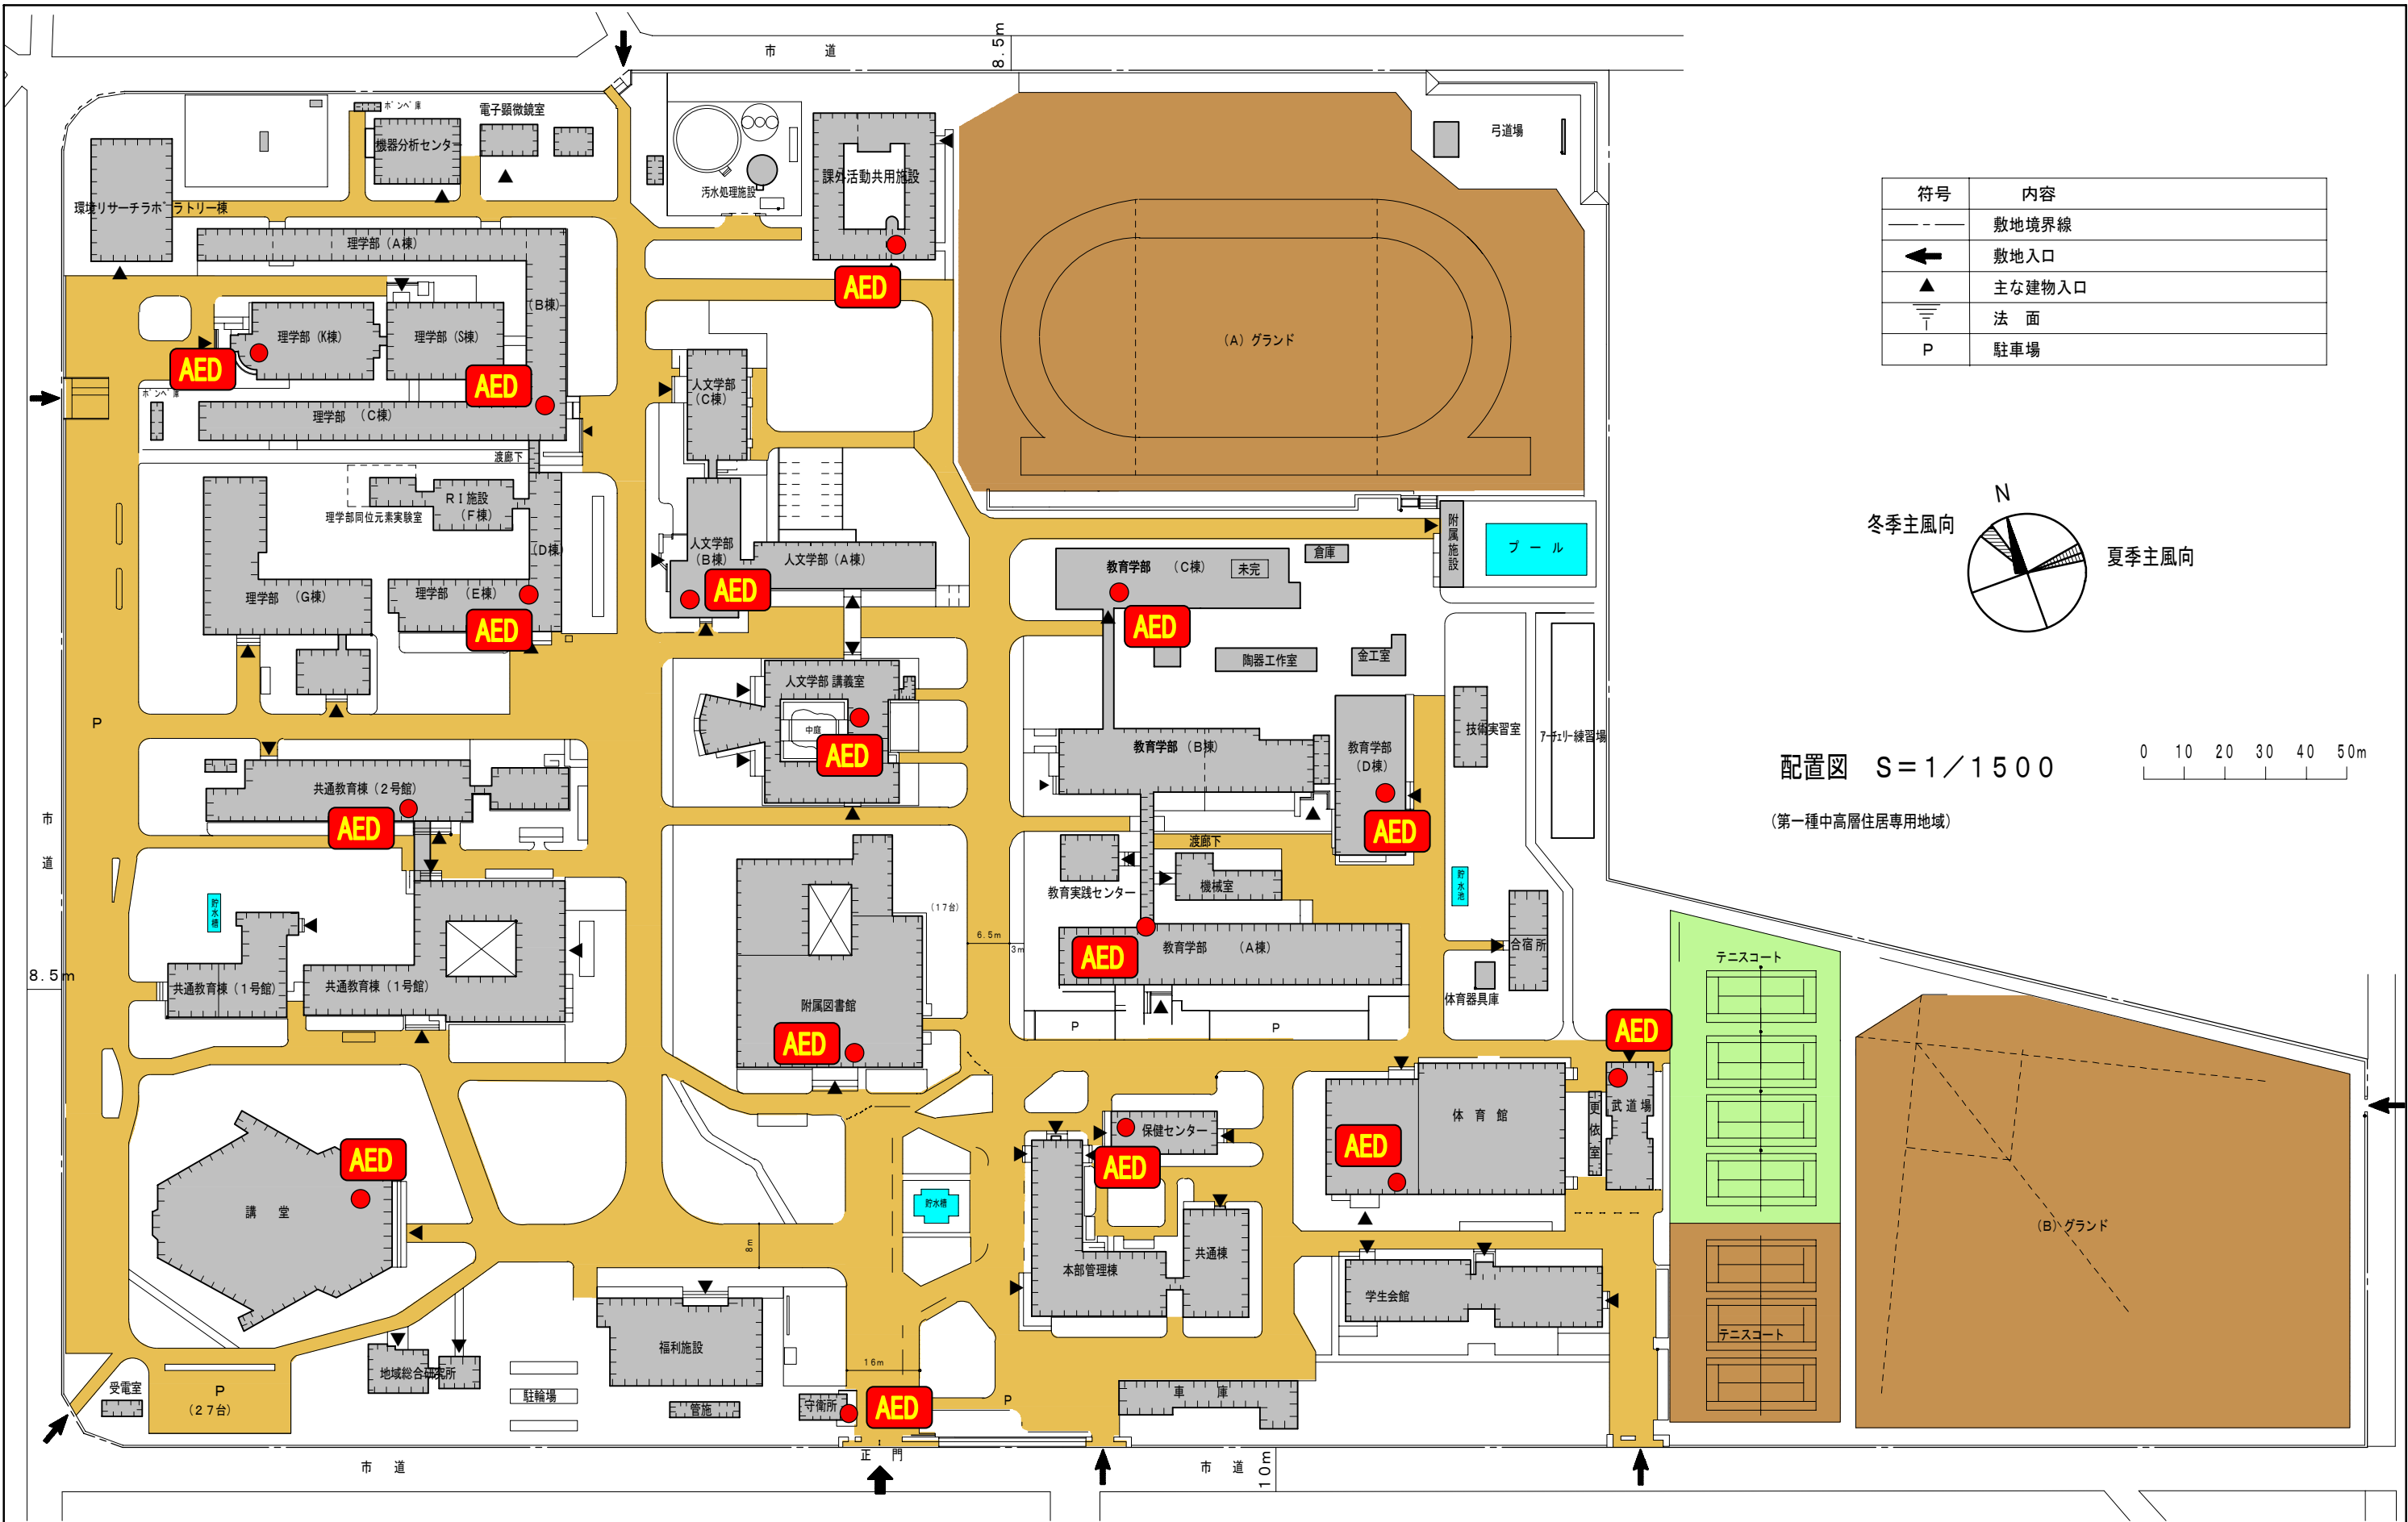 市　道
8.5m
ボンベ庫
電子顕微鏡室
機器分析センター
環境リサーチラボラトリー棟
汚水処理施設
課外活動共用施設
弓道場
符号　内容
敷地境界線
敷地入口
▲　主な建物入口
法　面
P　駐車場
理学部（A棟）
（B棟）
AED
理学部（K棟）
理学部（S棟）
AED
AED
ボンベ庫
理学部　（C棟）
渡廊下
人文学部
（C棟）
（A）グランド
RI施設
（F棟）
理学部同位元素実験室
（D棟）
理学部　（G棟）
理学部　（E棟）
AED
人文学部
（B棟）
人文学部（A棟）
AED
教育学部　（C棟）
未完
倉庫
附属施設
プール
AED
N
冬季主風向
夏季主風向
陶器工作室
金工室
P
人文学部 講義室
中庭
AED
教育学部（B棟）
教育学部
（D棟）
AED
技術実習室
アーチェリー練習場
配置図　S＝1／1500
0 10 20 30 40 50m
（第一種中高層住居専用地域）
共通教育棟（2号館）
AED
市
道
8.5m
貯水槽
共通教育棟（1号館）
共通教育棟（1号館）
附属図書館
AED
（17台）
6.5m
3m
渡廊下
教育実践センター
機械室
貯水池
教育学部　（A棟）
AED
合宿所
体育器具庫
P
P
テニスコート
AED
講　堂
AED
貯水槽
8m
保健センター
AED
体　育　館
AED
更依室
武道場
（B）グランド
本部管理棟
共通棟
学生会館
テニスコート
福利施設
地域総合研究所
受電室
P
（27台）
駐輪場
管施
守衛所
AED
16m
P
車　庫
正　門
市　道
市　道
10m